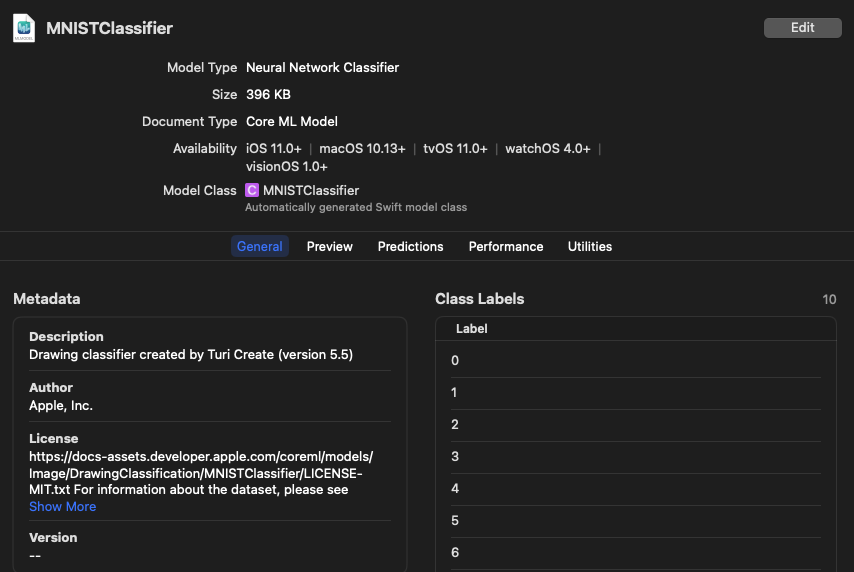 MNISTClassifier
Edit
Model Type Neural Network Classifier
Size 396 KB
Document Type Core ML Model
Availability iOS 11.0+ | macOS 10.13+ | tvOS 11.0+ | watchOS 4.0+ |
visionOS 1.0+
Model Class C MNISTClassifier
Automatically generated Swift model class
General Preview Predictions Performance Utilities
Metadata
Description
Drawing classifier created by Turi Create (version 5.5)
Author
Apple, Inc.
License
https://docs-assets.developer.apple.com/coreml/models/
Image/DrawingClassification/MNISTClassifier/LICENSE-
MIT.txt For information about the dataset, please see
Show More
Version
--
Class Labels 10
Label
0
1
2
3
4
5
6